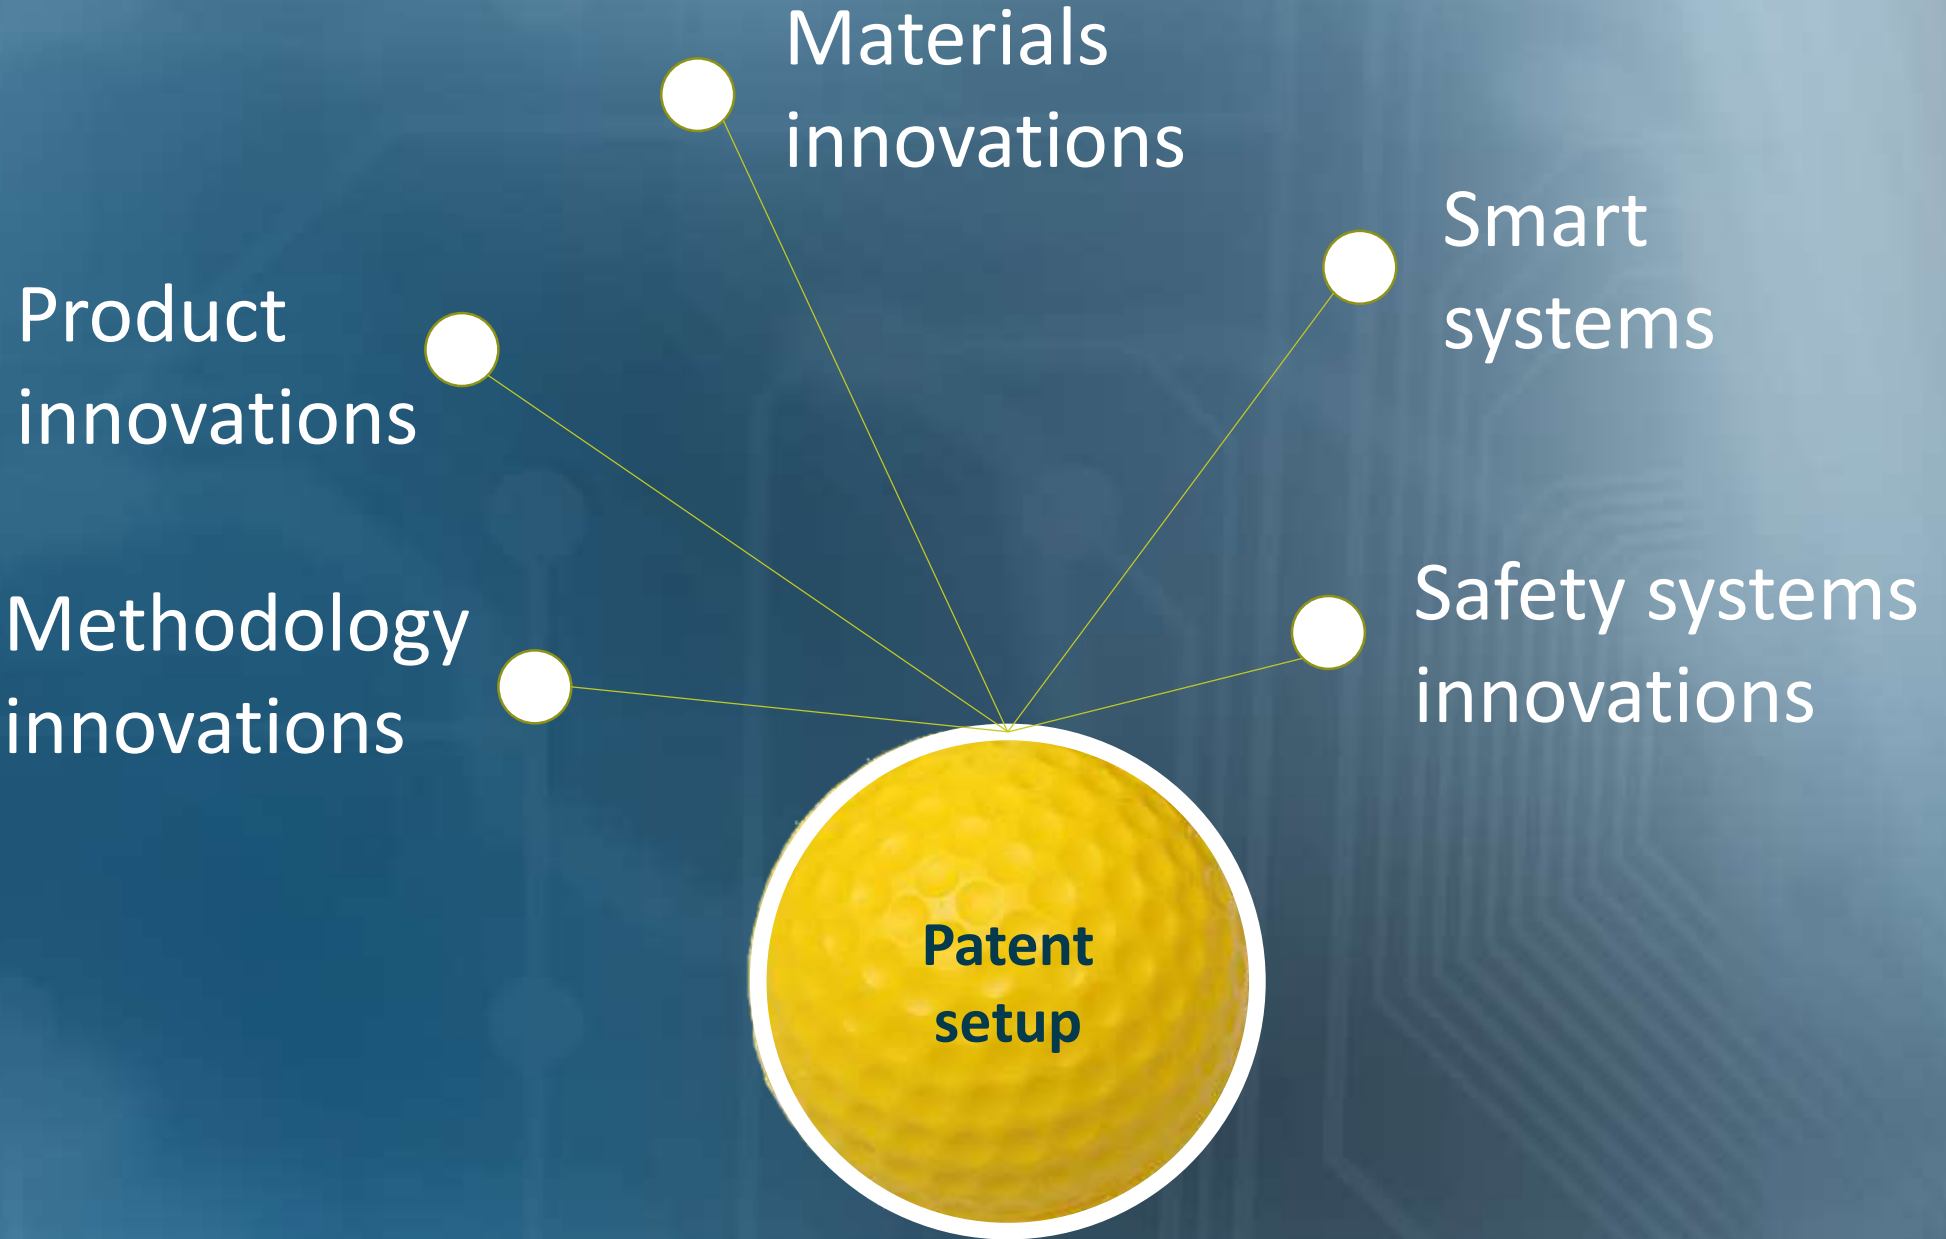 Materials
innovations
Smart
systems
Product
innovations
Safety systems
innovations
Methodology
innovations
Patent
setup